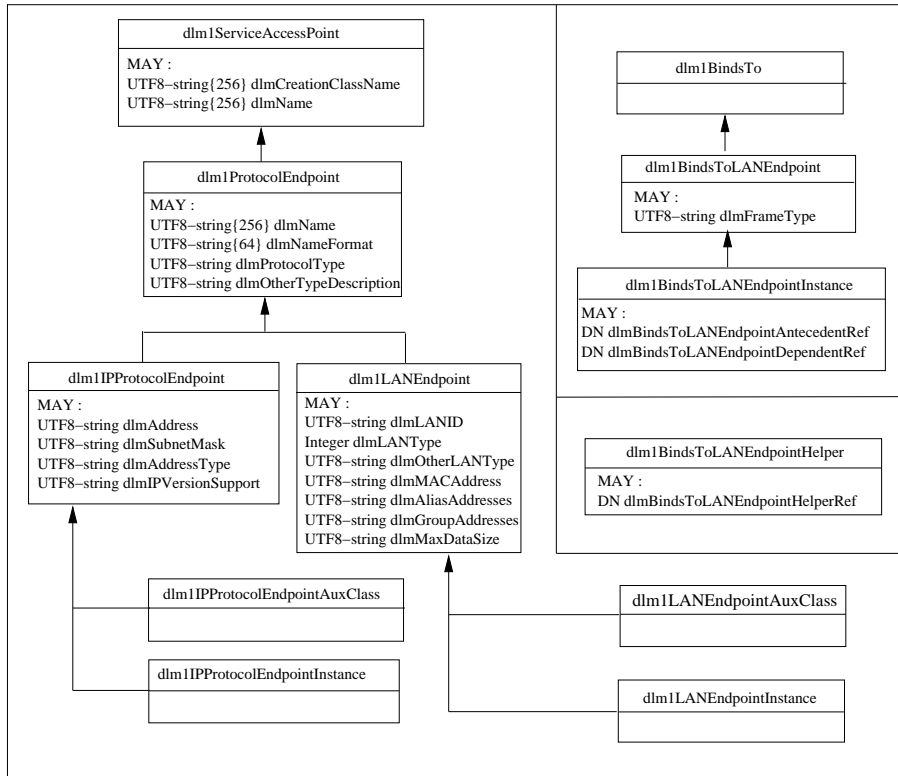 dlm1ServiceAccessPoint
MAY :
UTF8−string{256} dlmCreationClassName
UTF8−string{256} dlmName
dlm1ProtocolEndpoint
MAY :
UTF8−string{256} dlmName
UTF8−string{64} dlmNameFormat
UTF8−string dlmProtocolType
UTF8−string dlmOtherTypeDescription
dlm1IPProtocolEndpoint
MAY :
UTF8−string dlmAddress
UTF8−string dlmSubnetMask
UTF8−string dlmAddressType
UTF8−string dlmIPVersionSupport
dlm1LANEndpoint
MAY :
UTF8−string dlmLANID
Integer dlmLANType
UTF8−string dlmOtherLANType
UTF8−string dlmMACAddress
UTF8−string dlmAliasAddresses
UTF8−string dlmGroupAddresses
UTF8−string dlmMaxDataSize
dlm1IPProtocolEndpointAuxClass
dlm1IPProtocolEndpointInstance
dlm1LANEndpointAuxClass
dlm1LANEndpointInstance
dlm1BindsTo
dlm1BindsToLANEndpoint
MAY :
UTF8−string dlmFrameType
dlm1BindsToLANEndpointInstance
MAY :
DN dlmBindsToLANEndpointAntecedentRef
DN dlmBindsToLANEndpointDependentRef
dlm1BindsToLANEndpointHelper
MAY :
DN dlmBindsToLANEndpointHelperRef